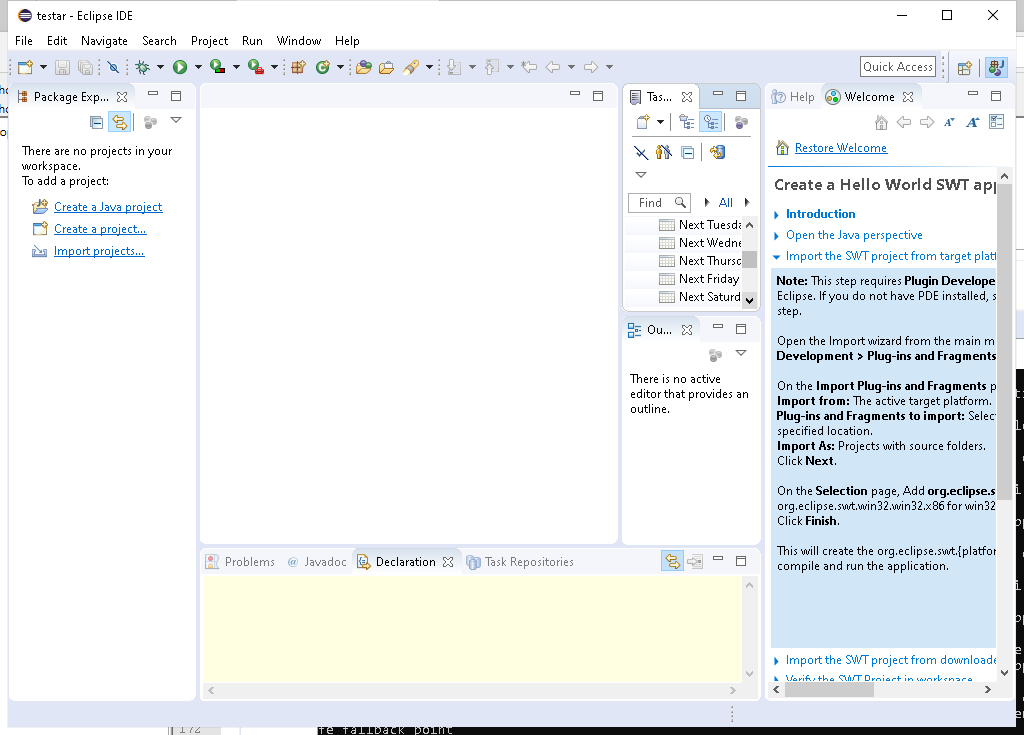 testar - Eclipse IDE
File Edit Navigate Search Project Run Window Help
Quick Access
Package Exp...
There are no projects in your
workspace.
To add a project:
Create a Java project
Create a project...
Import projects...
Tas...
Find
All
Next Tuesda
Next Wedne
Next Thursd
Next Friday
Next Saturd
Ou...
There is no active
editor that provides an
outline.
Help Welcome
Restore Welcome
Create a Hello World SWT app
Introduction
Open the Java perspective
Import the SWT project from target platf
Note: This step requires Plugin Develope
Eclipse. If you do not have PDE installed, s
step.
Open the Import wizard from the main m
Development > Plug-ins and Fragments
On the Import Plug-ins and Fragments p
Import from: The active target platform.
Plug-ins and Fragments to import: Selec
specified location.
Import As: Projects with source folders.
Click Next.
On the Selection page, Add org.eclipse.s
org.eclipse.swt.win32.win32.x86 for win32
Click Finish.
This will create the org.eclipse.swt.{platfor
compile and run the application.
Import the SWT project from downloade
Verify the SWT Project in workspace
Problems @ Javadoc Declaration Task Repositories
172
fe fallback point